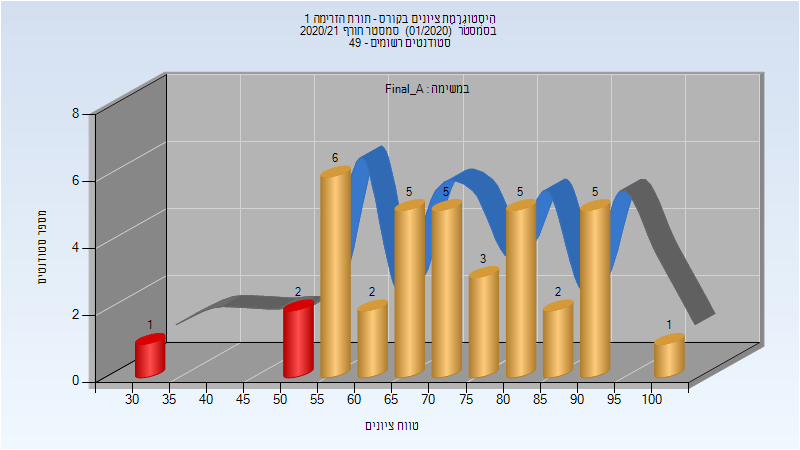 היסטוגרמת ציונים בקורס - תורת הזרימה 1
בסמסטר (01/2020) סמסטר חורף 2020/21
סטודנטים רשומים - 49
במשימה: Final_A
מספר סטודנטים
8
6
4
2
0
1
2
6
2
5
5
3
5
2
5
1
30 35 40 45 50 55 60 65 70 75 80 85 90 95 100
טווח ציונים